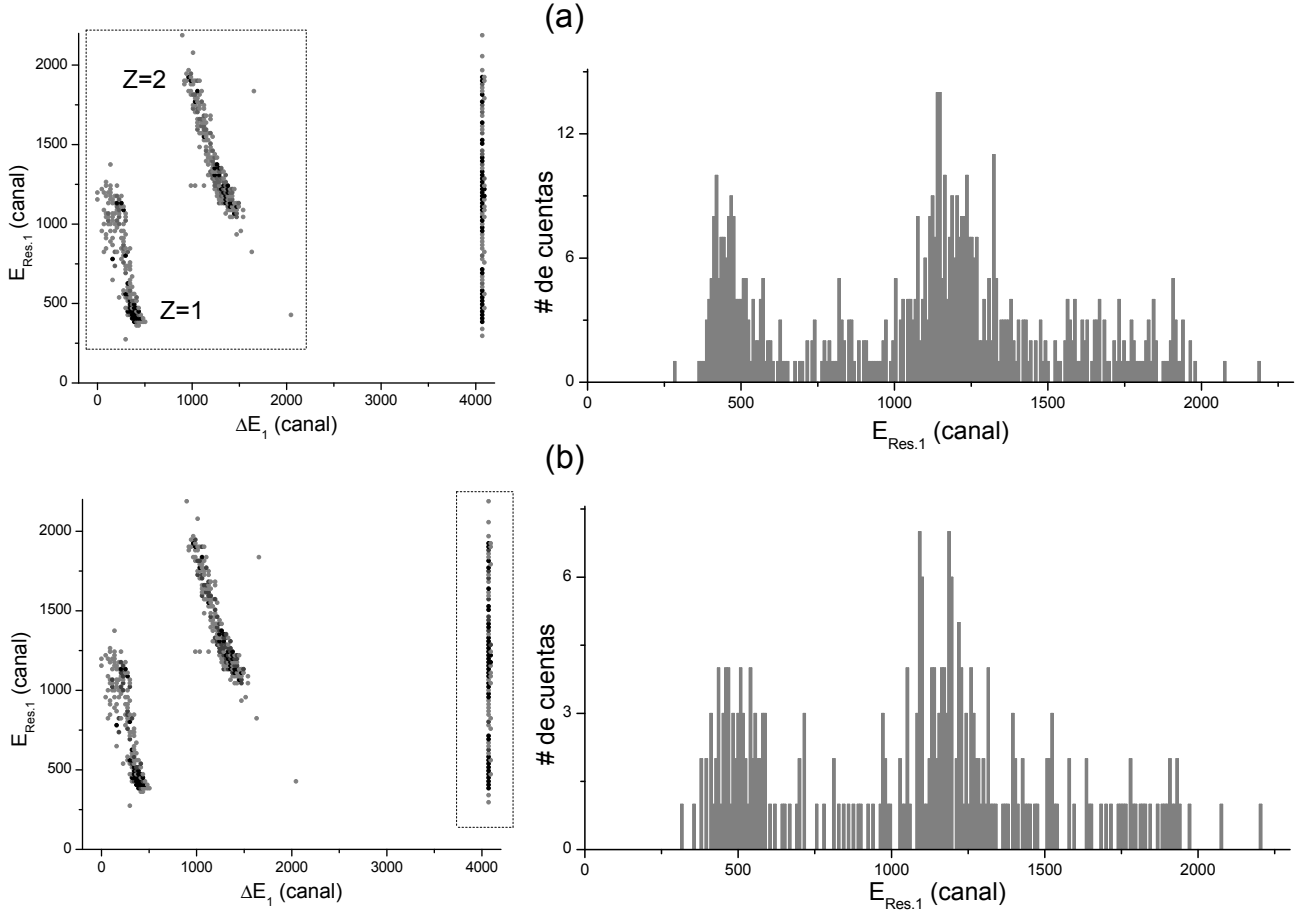 (a)
2000
1500
1000
500
0
E_Res.1 (canal)
Z=2
Z=1
0 1000 2000 3000 4000
ΔE_1 (canal)
12
9
6
3
0
# de cuentas
0 500 1000 1500 2000
E_Res.1 (canal)
(b)
2000
1500
1000
500
0
E_Res.1 (canal)
0 1000 2000 3000 4000
ΔE_1 (canal)
6
3
0
# de cuentas
0 500 1000 1500 2000
E_Res.1 (canal)